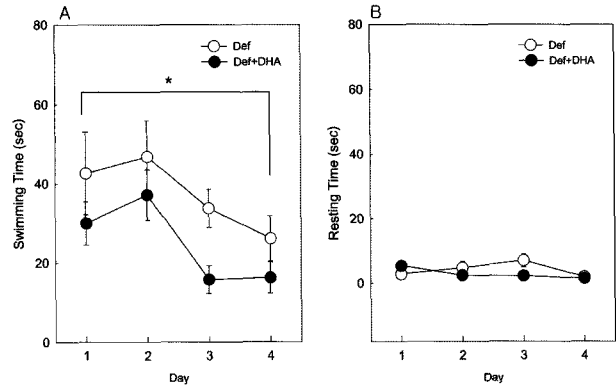 A
Def
Def+DHA
*
80
60
40
20
0
Swimming Time (sec)
1 2 3 4
Day
B
Def
Def+DHA
80
60
40
20
0
Resting Time (sec)
1 2 3 4
Day